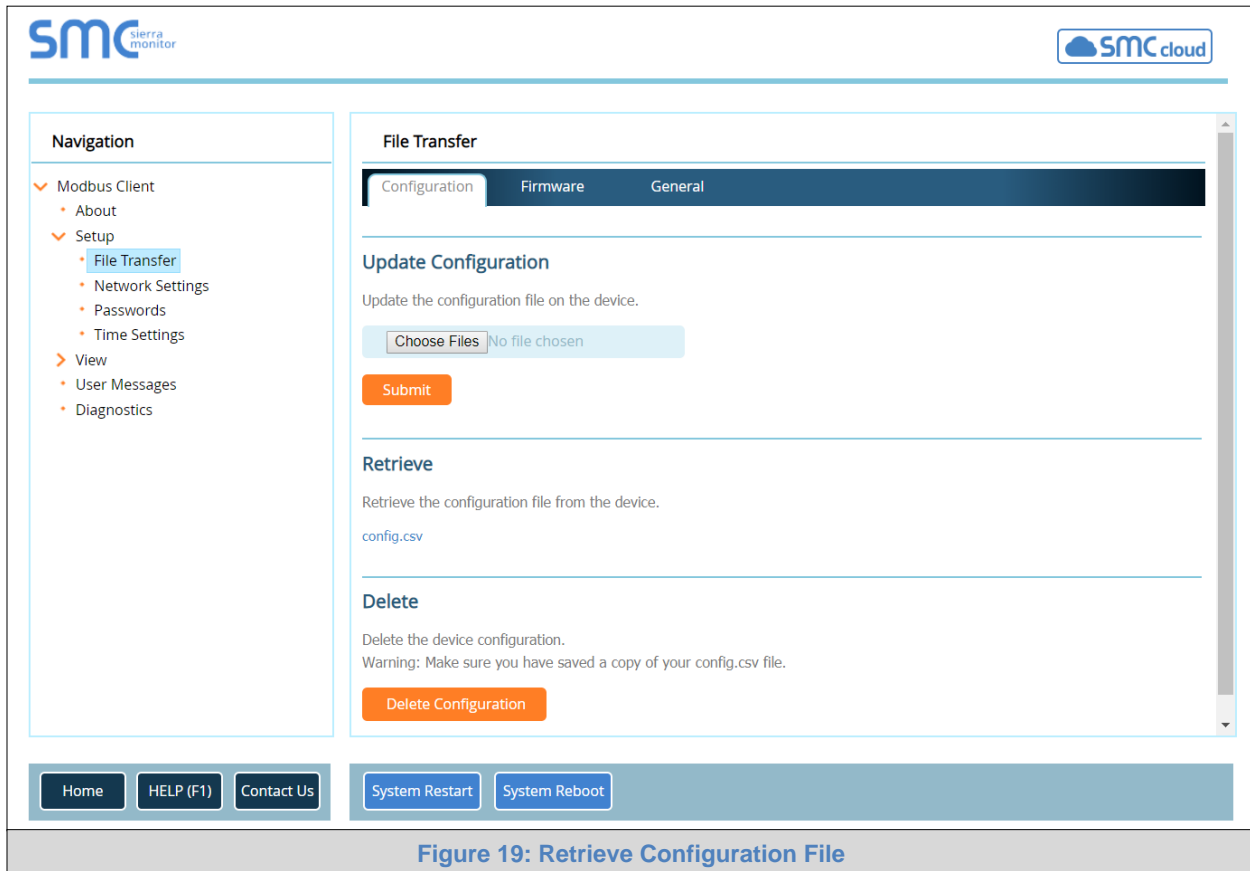 SMC sierra monitor
SMC cloud
Navigation
Modbus Client
About
Setup
File Transfer
Network Settings
Passwords
Time Settings
View
User Messages
Diagnostics
File Transfer
Configuration Firmware General
Update Configuration
Update the configuration file on the device.
Choose Files No file chosen
Submit
Retrieve
Retrieve the configuration file from the device.
config.csv
Delete
Delete the device configuration.
Warning: Make sure you have saved a copy of your config.csv file.
Delete Configuration
Home HELP (F1) Contact Us System Restart System Reboot
Figure 19: Retrieve Configuration File